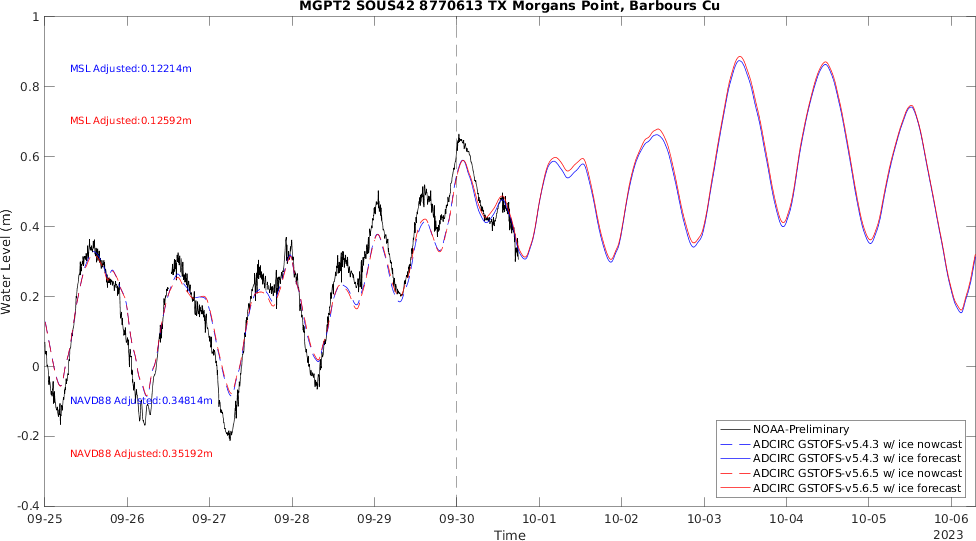 MGPT2 SOUS42 8770613 TX Morgans Point, Barbours Cu
1
0.8
0.6
0.4
0.2
0
-0.2
-0.4
Water Level (m)
MSL Adjusted:0.12214m
MSL Adjusted:0.12592m
NAVD88 Adjusted:0.34814m
NAVD88 Adjusted:0.35192m
NOAA-Preliminary
ADCIRC GSTOFS-v5.4.3 w/ ice nowcast
ADCIRC GSTOFS-v5.4.3 w/ ice forecast
ADCIRC GSTOFS-v5.6.5 w/ ice nowcast
ADCIRC GSTOFS-v5.6.5 w/ ice forecast
09-25 09-26 09-27 09-28 09-29 09-30 10-01 10-02 10-03 10-04 10-05 10-06
2023
Time